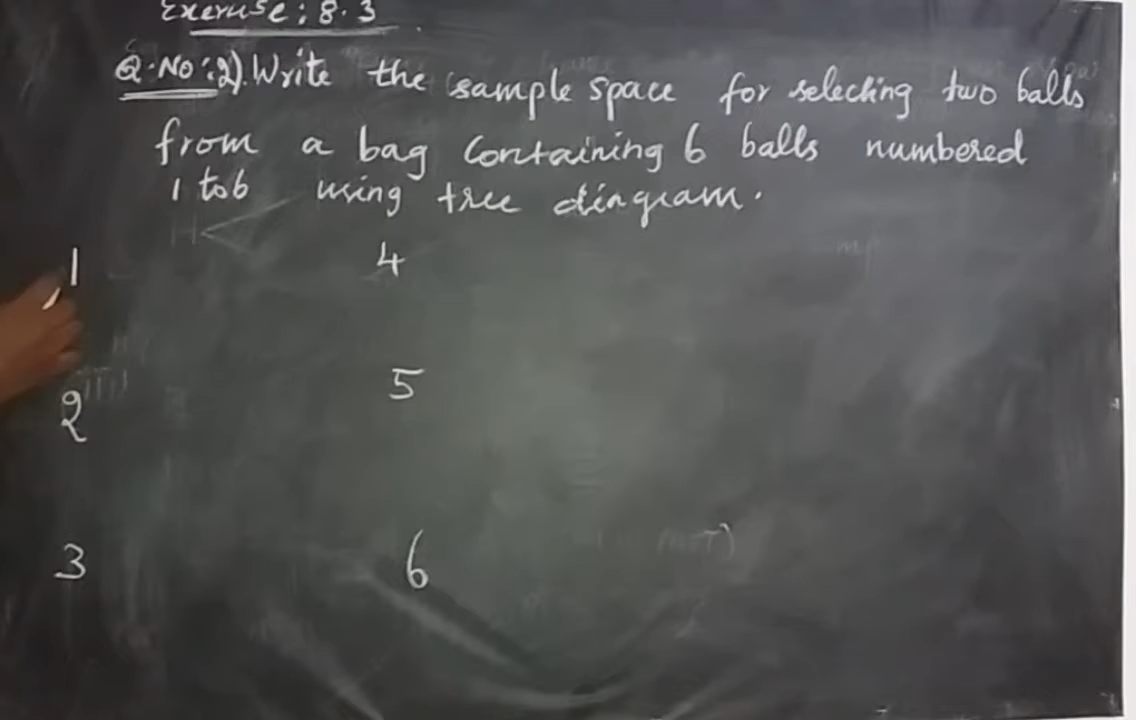 Exercise: 8.3
Q.No:2). Write the sample space for selecting two balls
from a bag containing 6 balls numbered
1 to 6 using tree diagram.
1 4
2 5
3 6